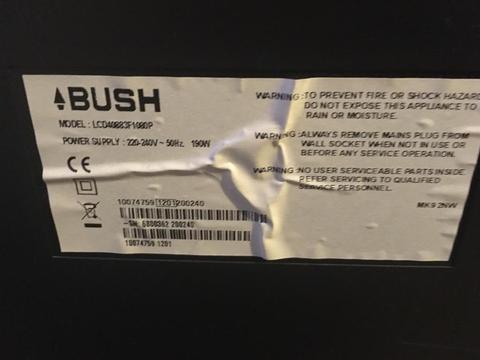 BUSH
MODEL : LCD40883F1080P
POWER SUPPLY : 220-240V ~ 50Hz, 190W
CE
10074759 1201 200240
SN. 6800362 200240
10074759 1201
WARNING :TO PREVENT FIRE OR SHOCK HAZARD
DO NOT EXPOSE THIS APPLIANCE TO
RAIN OR MOISTURE.
WARNING :ALWAYS REMOVE MAINS PLUG FROM
WALL SOCKET WHEN NOT IN USE OR
BEFORE ANY SERVICE OPERATION.
WARNING :NO USER SERVICEABLE PARTS INSIDE
REFER SERVICING TO QUALIFIED
SERVICE PERSONNEL.
MK9 2NW